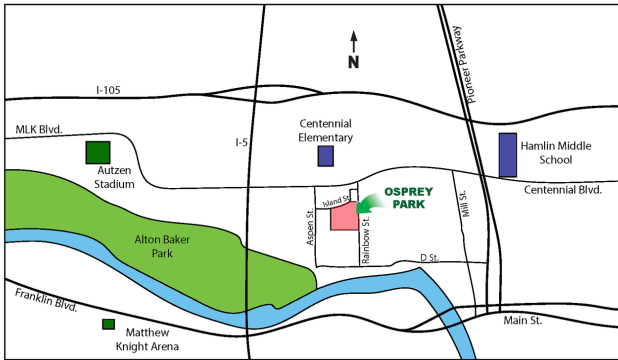 N
Pioneer Parkway
I-105
MLK Blvd.
I-5
Centennial
Elementary
Hamlin Middle
School
Autzen
Stadium
Centennial Blvd.
OSPREY
PARK
Island St.
Aspen St.
Rainbow St.
Mill St.
Alton Baker
Park
D St.
Franklin Blvd.
Main St.
Matthew
Knight Arena